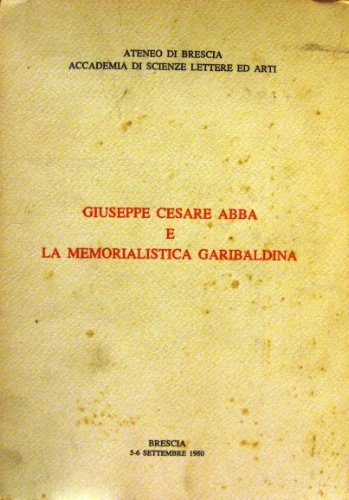 ATENEO DI BRESCIA
ACCADEMIA DI SCIENZE LETTERE ED ARTI
GIUSEPPE CESARE ABBA
E
LA MEMORIALISTICA GARIBALDINA
BRESCIA
5-6 SETTEMBRE 1980